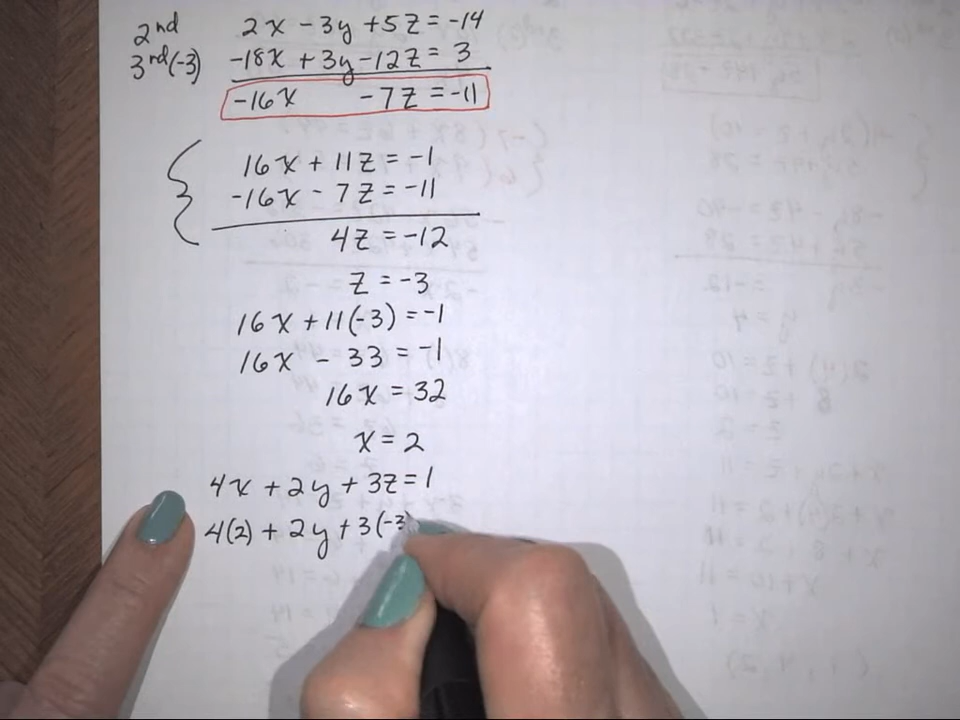 2nd 2x - 3y + 5z = -14
3rd(-3) -18x + 3y - 12z = 3
-16x - 7z = -11
16x + 11z = -1
-16x - 7z = -11
4z = -12
z = -3
16x + 11(-3) = -1
16x - 33 = -1
16x = 32
x = 2
4x + 2y + 3z = 1
4(2) + 2y + 3(-3)